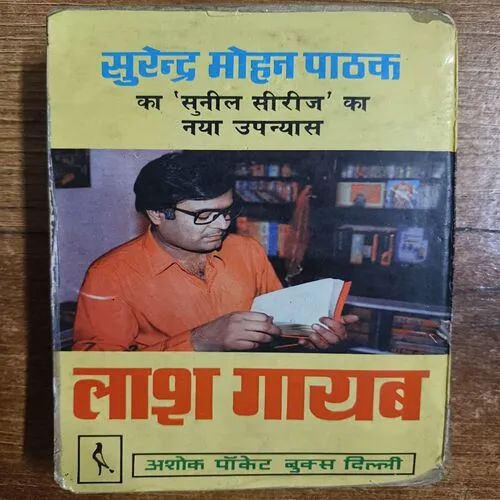 सुरेन्द्र मोहन पाठक
का 'सुनील सीरीज' का
नया उपन्यास
लाश गायब
अशोक पॉकेट बुक्स दिल्ली